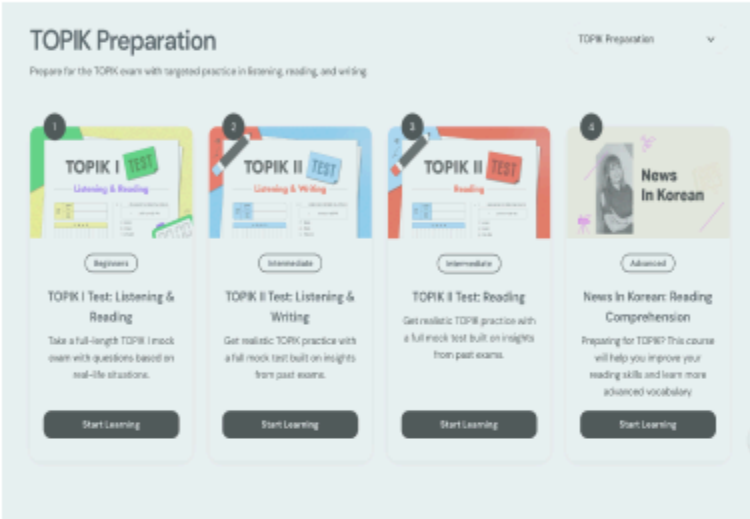 TOPIK Preparation
TOPIK Preparation
Prepare for the TOPIK exam with targeted practice in listening, reading, and writing
1
TOPIK I TEST
Listening & Reading
Beginners
TOPIK I Test: Listening &
Reading
Take a full-length TOPIK I mock
exam with questions based on
real-life situations.
Start Learning
2
TOPIK II TEST
Listening & Writing
Intermediate
TOPIK II Test: Listening &
Writing
Get realistic TOPIK practice with
a full mock test built on insights
from past exams.
Start Learning
3
TOPIK II TEST
Reading
Intermediate
TOPIK II Test: Reading
Get realistic TOPIK practice with
a full mock test built on insights
from past exams.
Start Learning
4
News
In Korean
Advanced
News In Korean: Reading
Comprehension
Preparing for TOPIK? This course
will help you improve your
reading skills and learn more
advanced vocabulary.
Start Learning